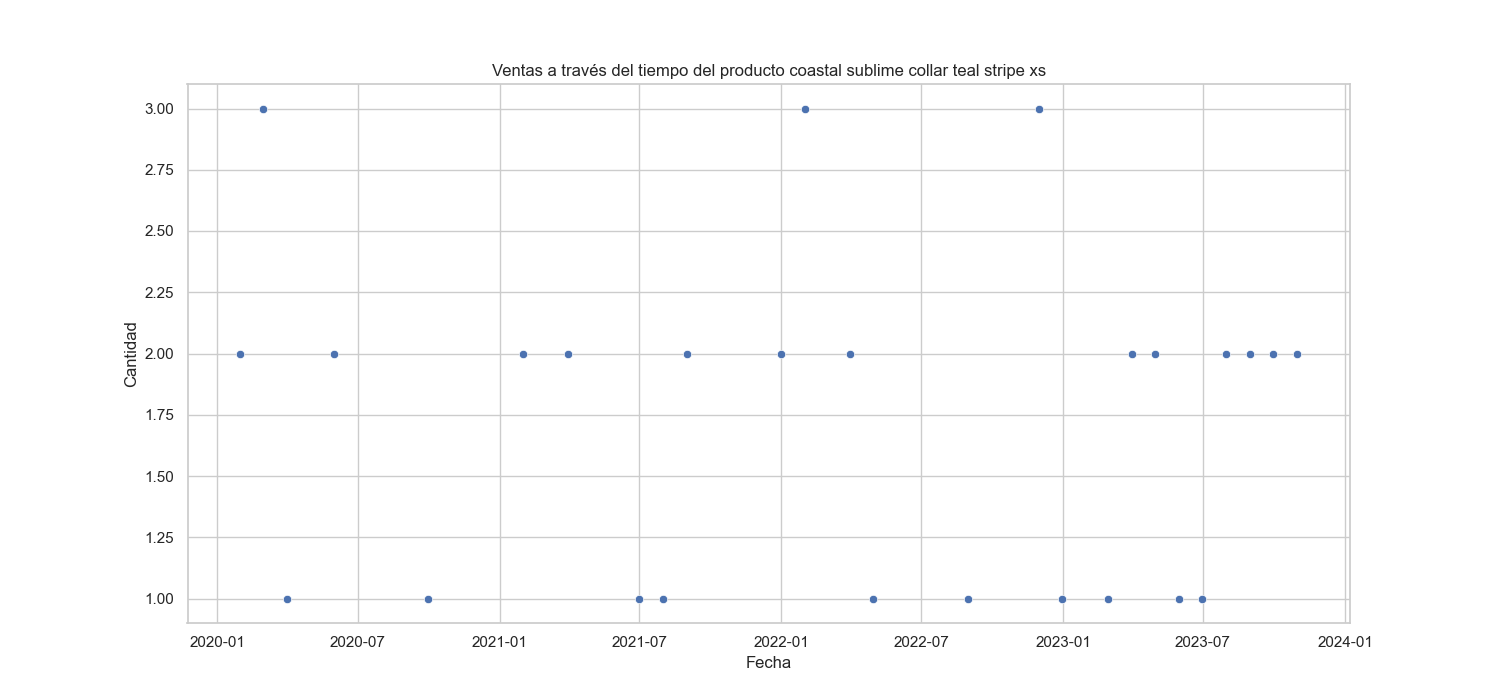 Ventas a través del tiempo del producto coastal sublime collar teal stripe xs
3.00
2.75
2.50
2.25
2.00
1.75
1.50
1.25
1.00
Cantidad
2020-01 2020-07 2021-01 2021-07 2022-01 2022-07 2023-01 2023-07 2024-01
Fecha